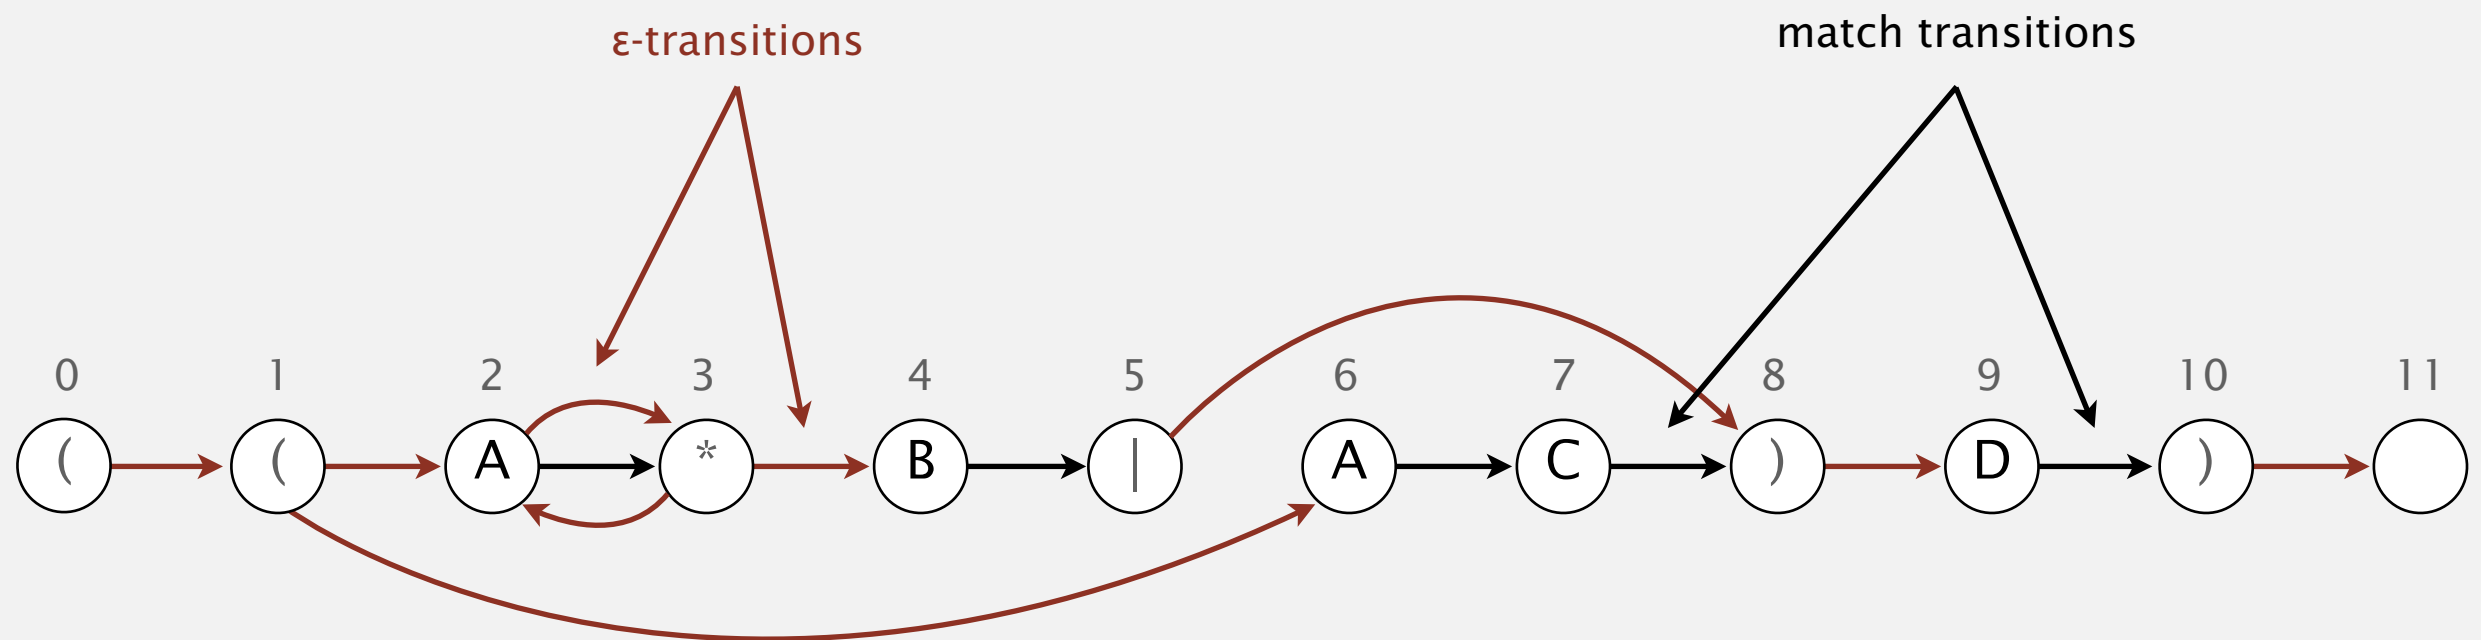 ε-transitions
match transitions
0 1 2 3 4 5 6 7 8 9 10 11
( ( A * B | A C ) D )